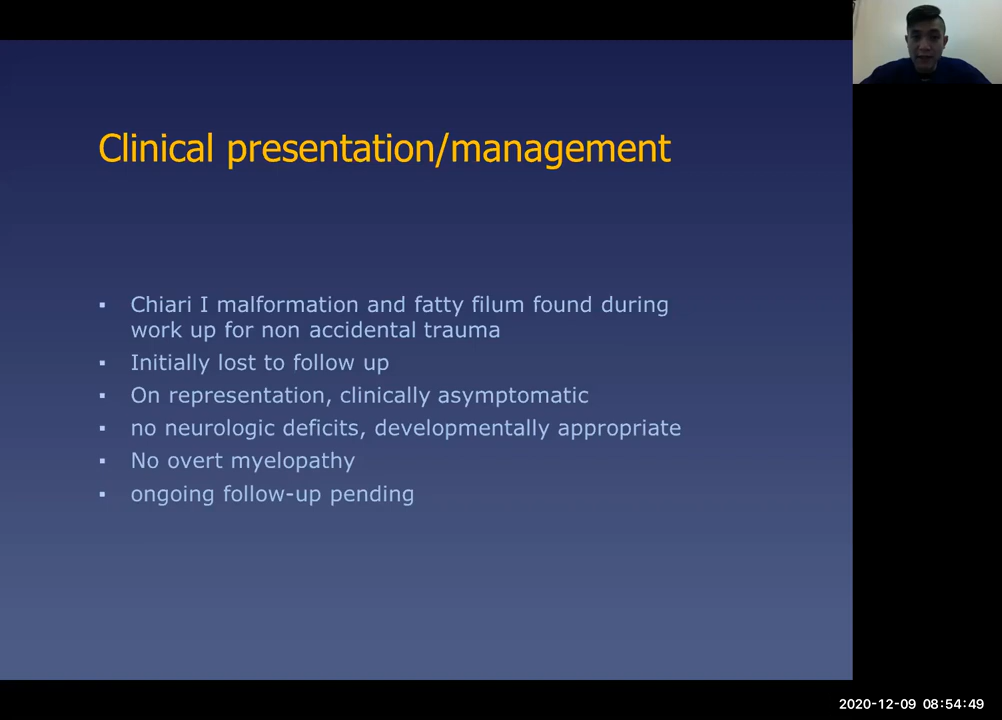 Clinical presentation/management
▪ Chiari I malformation and fatty filum found during
work up for non accidental trauma
▪ Initially lost to follow up
▪ On representation, clinically asymptomatic
▪ no neurologic deficits, developmentally appropriate
▪ No overt myelopathy
▪ ongoing follow-up pending
2020-12-09 08:54:49